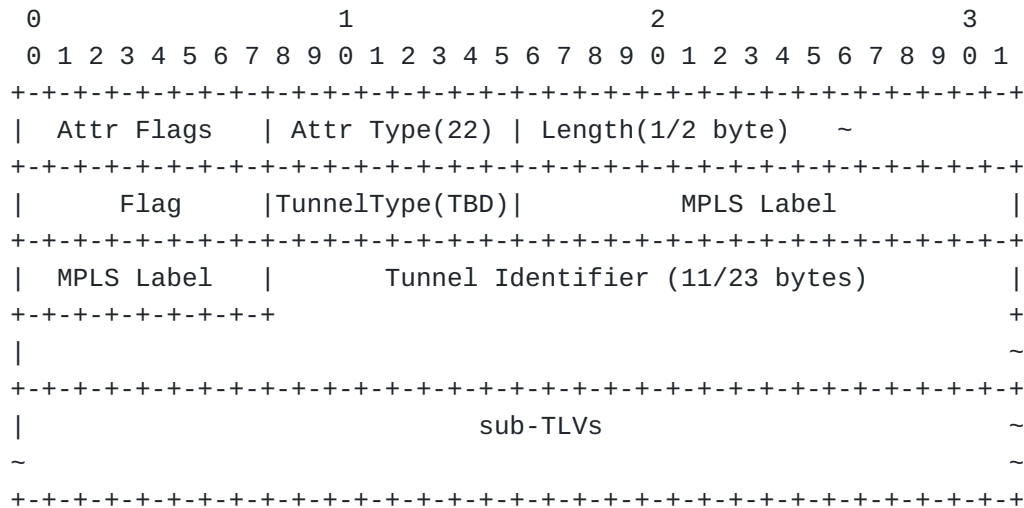 0                   1                   2                   3
 0 1 2 3 4 5 6 7 8 9 0 1 2 3 4 5 6 7 8 9 0 1 2 3 4 5 6 7 8 9 0 1
+-+-+-+-+-+-+-+-+-+-+-+-+-+-+-+-+-+-+-+-+-+-+-+-+-+-+-+-+-+-+-+-+
|  Attr Flags   | Attr Type(22) | Length(1/2 byte)   ~
+-+-+-+-+-+-+-+-+-+-+-+-+-+-+-+-+-+-+-+-+-+-+-+-+-+-+-+-+-+-+-+-+
|      Flag     |TunnelType(TBD)|          MPLS Label           |
+-+-+-+-+-+-+-+-+-+-+-+-+-+-+-+-+-+-+-+-+-+-+-+-+-+-+-+-+-+-+-+-+
|  MPLS Label   |       Tunnel Identifier (11/23 bytes)         |
+-+-+-+-+-+-+-+-+                                               +
|                                                               ~
+-+-+-+-+-+-+-+-+-+-+-+-+-+-+-+-+-+-+-+-+-+-+-+-+-+-+-+-+-+-+-+-+
|                             sub-TLVs                          ~
~                                                               ~
+-+-+-+-+-+-+-+-+-+-+-+-+-+-+-+-+-+-+-+-+-+-+-+-+-+-+-+-+-+-+-+-+